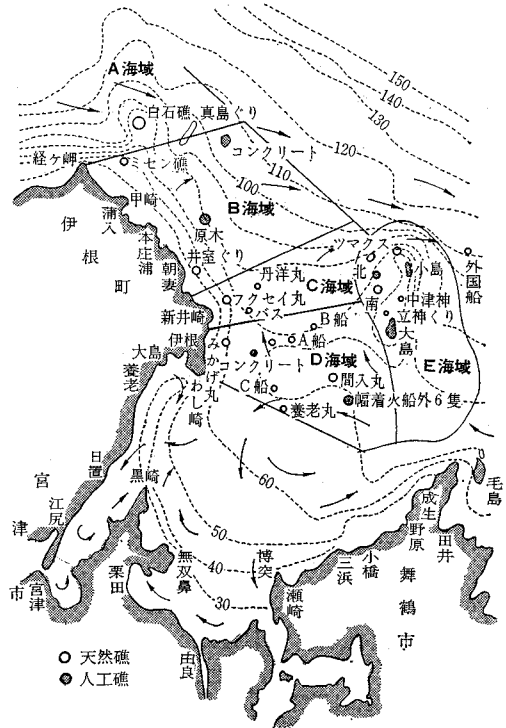 A海域
150
140
130
120
白石礁
真島ぐり
コンクリート
経ヶ岬
ミセン礁
110
100
甲崎
蒲入
B海域
伊根町
本庄浦
原木
ツマクス
井室ぐり
朝妻
北
小島
外国船
丹洋丸
C海域
フクセイ丸
南
中津神
新井崎
バス
B船
立神ぐり
伊根
A船
大島
大島
みかげ丸
コンクリート
D海域
E海域
養老
C船
間入丸
わし崎
幅着火船外6隻
養老丸
日置
黒崎
60
毛島
宮津市
江尻
成生
50
野原
田井
無双鼻
博突
小橋
40
三浜
舞鶴市
宮津
栗田
瀬崎
30
由良
天然礁
人工礁